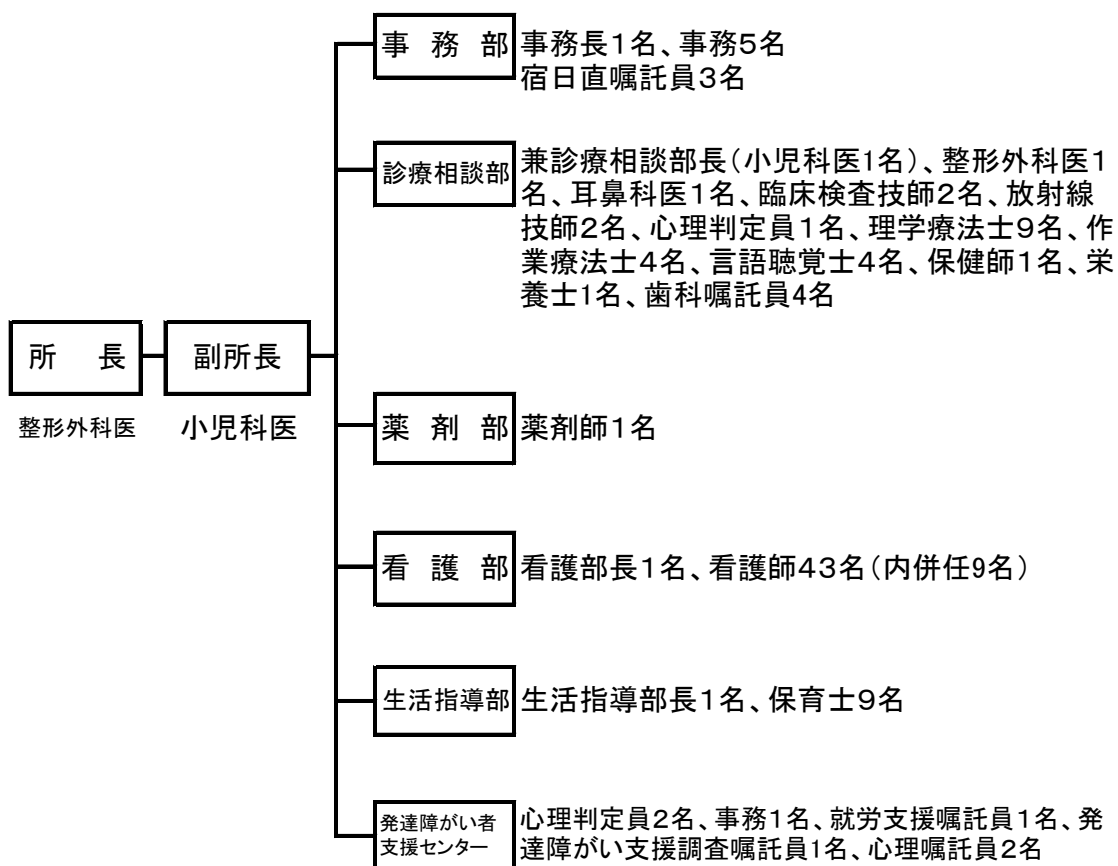 事　務　部
事務長１名、事務５名
宿日直嘱託員３名
診療相談部
兼診療相談部長（小児科医1名）、整形外科医１
名、耳鼻科医１名、臨床検査技師２名、放射線
技師２名、心理判定員１名、理学療法士９名、作
業療法士４名、言語聴覚士４名、保健師１名、栄
養士1名、歯科嘱託員４名
所　　長
整形外科医
副所長
小児科医
薬　剤　部
薬剤師１名
看　護　部
看護部長１名、看護師４３名（内併任9名）
生活指導部
生活指導部長１名、保育士９名
発達障がい者
支援センター
心理判定員２名、事務１名、就労支援嘱託員１名、発
達障がい支援調査嘱託員1名、心理嘱託員２名